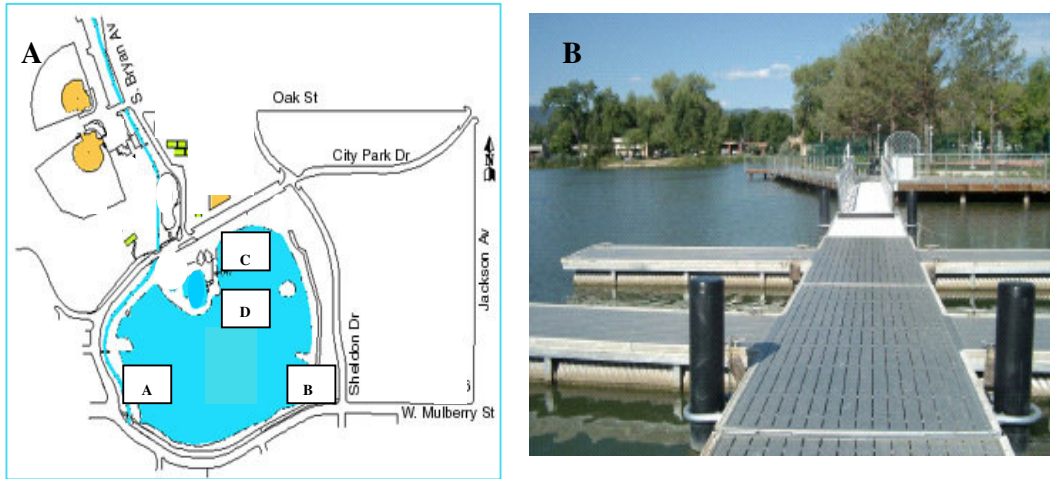 A
S. Bryan Av
Oak St
City Park Dr
N
Jackson Av
C
D
Sheldon Dr
A
B
W. Mulberry St
B